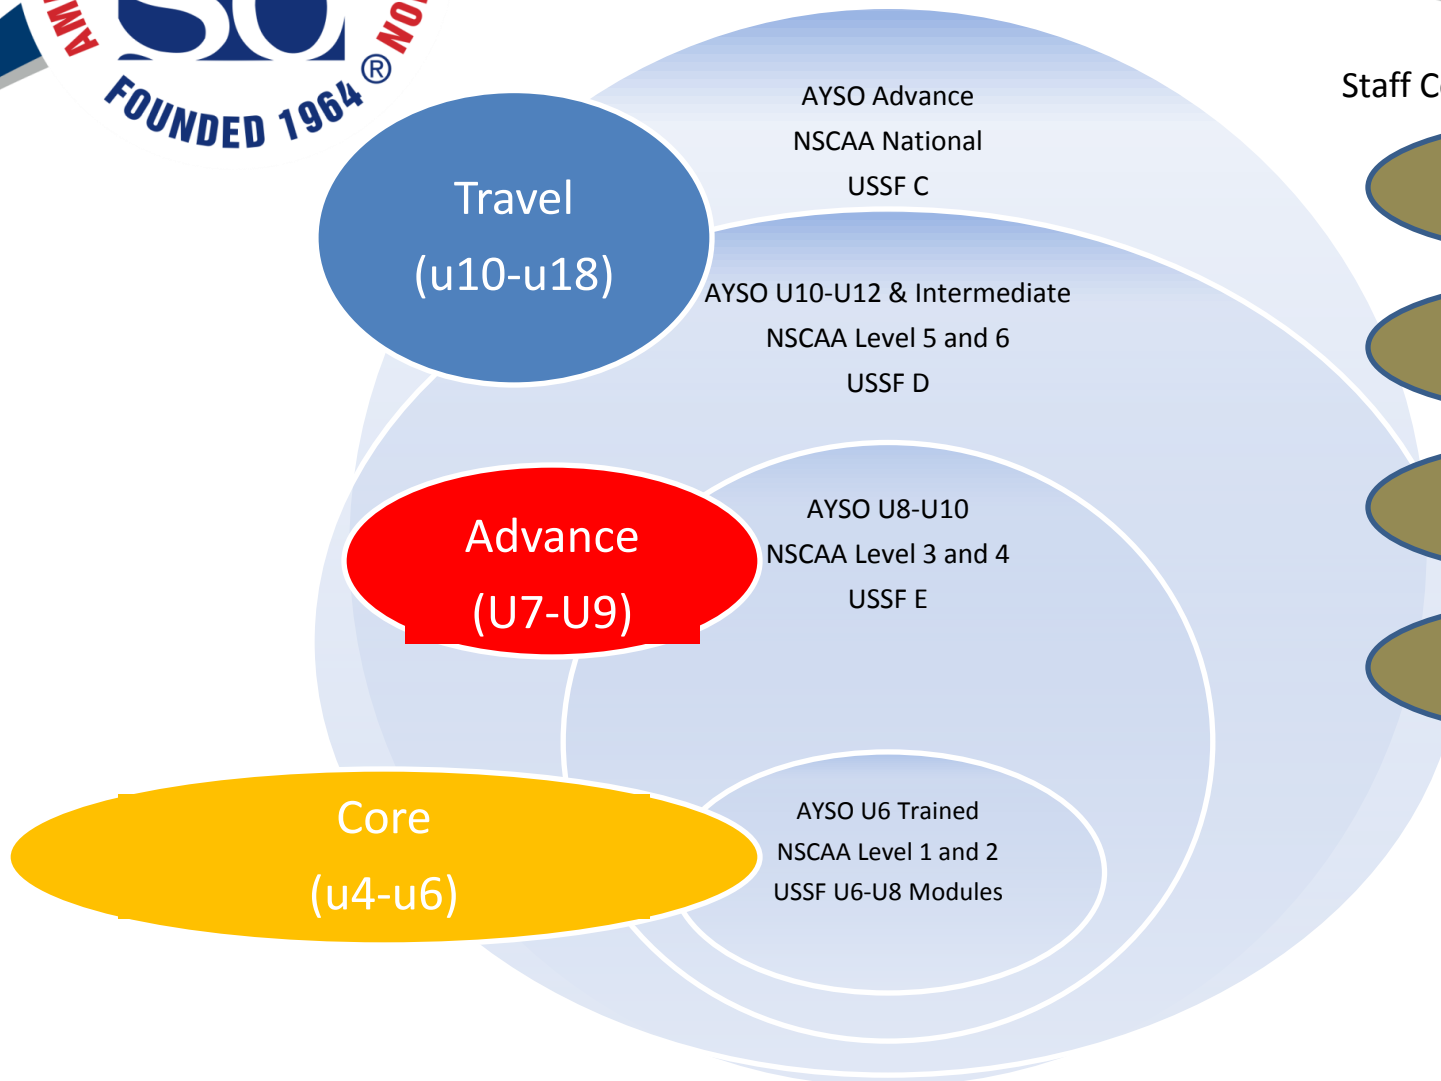 SO
FOUNDED 1964 ®
Staff
Travel
(u10-u18)
AYSO Advance
NSCAA National
USSF C
AYSO U10-U12 & Intermediate
NSCAA Level 5 and 6
USSF D
Advance
(U7-U9)
AYSO U8-U10
NSCAA Level 3 and 4
USSF E
Core
(u4-u6)
AYSO U6 Trained
NSCAA Level 1 and 2
USSF U6-U8 Modules